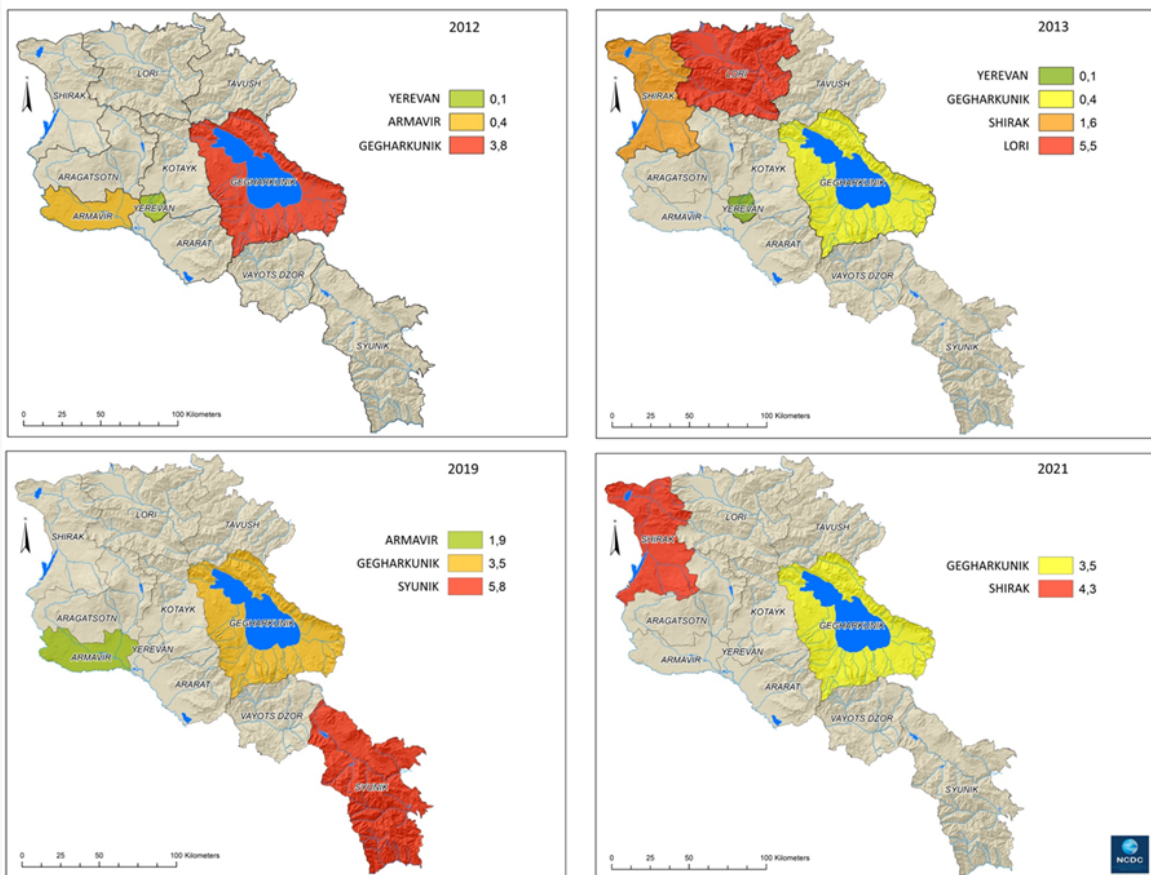 2012
LORI
SHIRAK
TAVUSH
YEREVAN 0,1
ARMAVIR 0,4
GEGHARKUNIK 3,8
KOTAYK
ARAGATSOTN
GEGHARKUNIK
ARMAVIR
YEREVAN
ARARAT
VAYOTS DZOR
SYUNIK
0 25 50 100 Kilometers
2013
LORI
SHIRAK
TAVUSH
YEREVAN 0,1
GEGHARKUNIK 0,4
SHIRAK 1,6
LORI 5,5
KOTAYK
ARAGATSOTN
GEGHARKUNIK
ARMAVIR
YEREVAN
ARARAT
VAYOTS DZOR
SYUNIK
0 25 50 100 Kilometers
2019
LORI
SHIRAK
TAVUSH
ARMAVIR 1,9
GEGHARKUNIK 3,5
SYUNIK 5,8
KOTAYK
ARAGATSOTN
GEGHARKUNIK
ARMAVIR
YEREVAN
ARARAT
VAYOTS DZOR
SYUNIK
0 25 50 100 Kilometers
2021
LORI
SHIRAK
TAVUSH
GEGHARKUNIK 3,5
SHIRAK 4,3
KOTAYK
ARAGATSOTN
GEGHARKUNIK
ARMAVIR
YEREVAN
ARARAT
VAYOTS DZOR
SYUNIK
0 25 50 100 Kilometers
NCDC